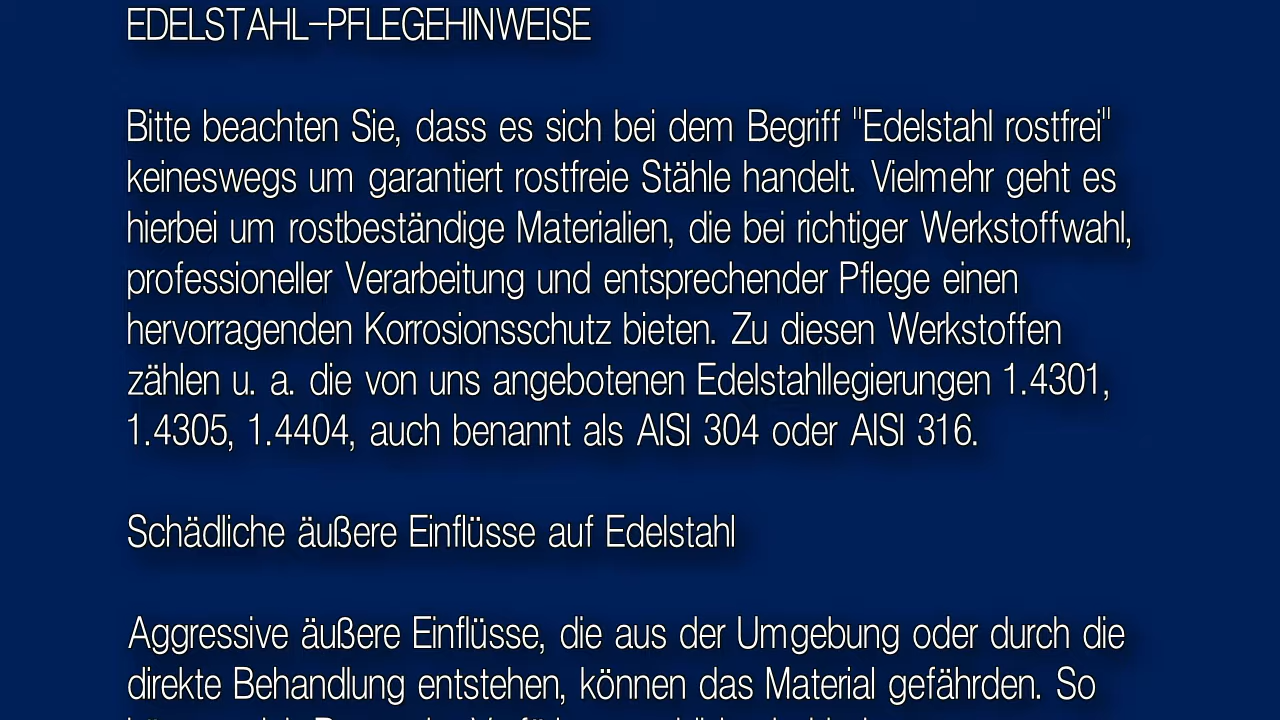 EDELSTAHL-PFLEGEHINWEISE
Bitte beachten Sie, dass es sich bei dem Begriff "Edelstahl rostfrei"
keineswegs um garantiert rostfreie Stähle handelt. Vielmehr geht es
hierbei um rostbeständige Materialien, die bei richtiger Werkstoffwahl,
professioneller Verarbeitung und entsprechender Pflege einen
hervorragenden Korrosionsschutz bieten. Zu diesen Werkstoffen
zählen u. a. die von uns angebotenen Edelstahllegierungen 1.4301,
1.4305, 1.4404, auch benannt als AISI 304 oder AISI 316.
Schädliche äußere Einflüsse auf Edelstahl
Aggressive äußere Einflüsse, die aus der Umgebung oder durch die
direkte Behandlung entstehen, können das Material gefährden. So